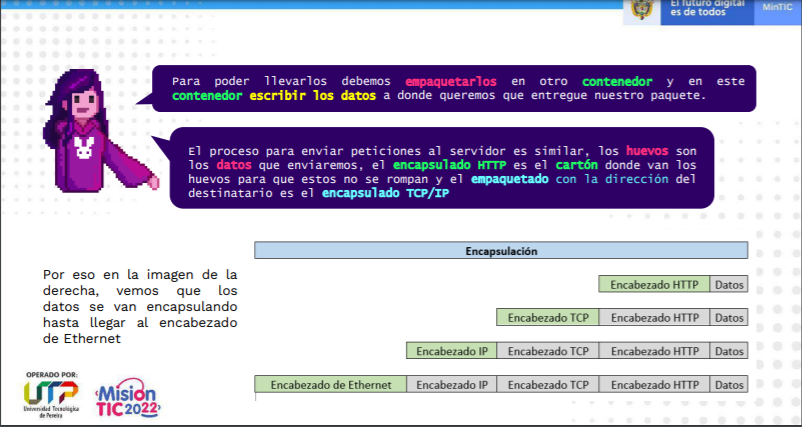 El futuro digital
es de todos
MinTIC
Para poder llevarlos debemos empaquetarlos en otro contenedor y en este
contenedor escribir los datos a donde queremos que entregue nuestro paquete.
El proceso para enviar peticiones al servidor es similar, los huevos son
los datos que enviaremos, el encapsulado HTTP es el cartón donde van los
huevos para que estos no se rompan y el empaquetado con la dirección del
destinatario es el encapsulado TCP/IP
Por eso en la imagen de la
derecha, vemos que los
datos se van encapsulando
hasta llegar al encabezado
de Ethernet
Encapsulación
Encabezado HTTP Datos
Encabezado TCP Encabezado HTTP Datos
Encabezado IP Encabezado TCP Encabezado HTTP Datos
Encabezado de Ethernet Encabezado IP Encabezado TCP Encabezado HTTP Datos
OPERADO POR:
UTP
Universidad Tecnológica
de Pereira
Misión
TIC2022